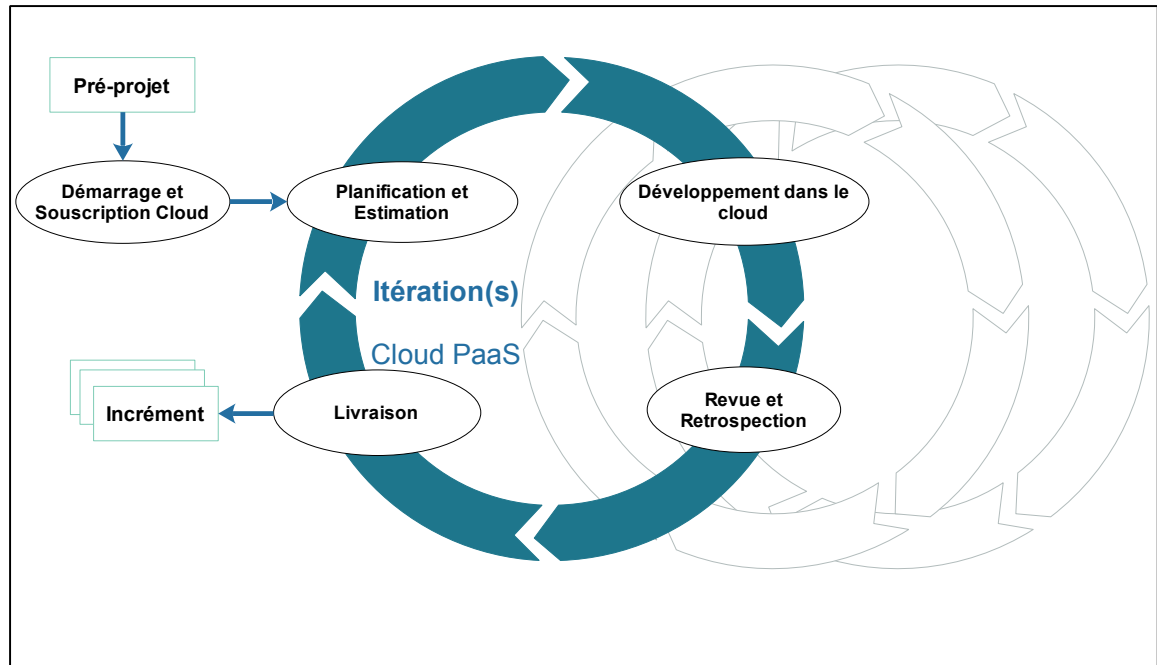 Pré-projet
Démarrage et
Souscription Cloud
Planification et
Estimation
Développement dans le
cloud
Itération(s)
Cloud PaaS
Incrément
Livraison
Revue et
Retrospection